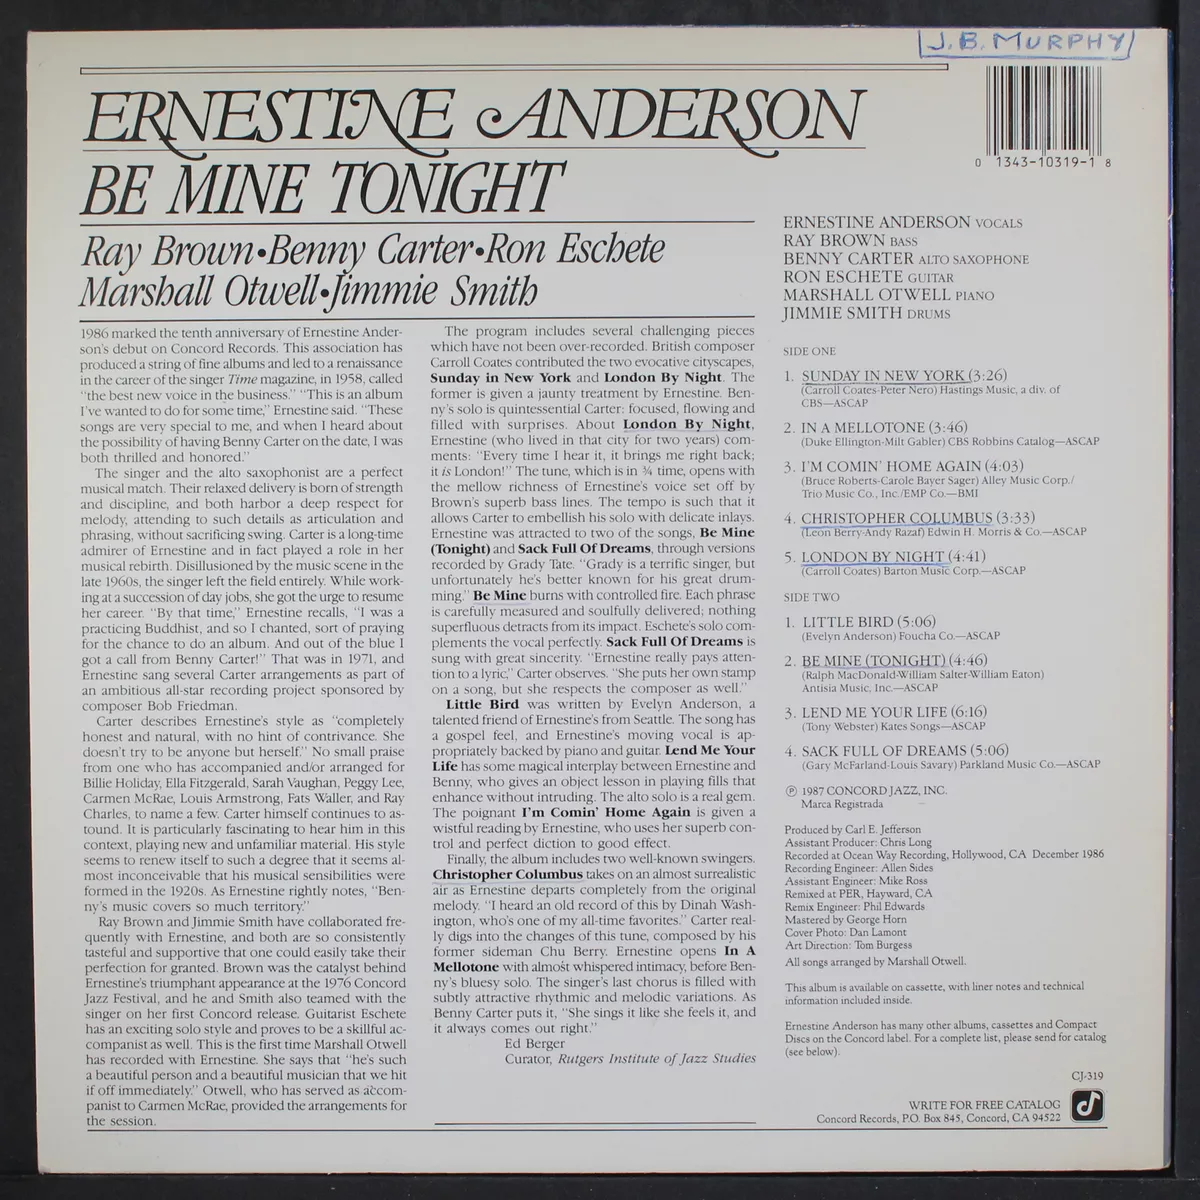 J. B. MURPHY
ERNESTINE ANDERSON
BE MINE TONIGHT
Ray Brown•Benny Carter•Ron Eschete
Marshall Otwell•Jimmie Smith
0 1343-10319-1 8
1986 marked the tenth anniversary of Ernestine Ander-
son's debut on Concord Records. This association has
produced a string of fine albums and led to a renaissance
in the career of the singer Time magazine, in 1958, called
"the best new voice in the business." "This is an album
I've wanted to do for some time," Ernestine said. "These
songs are very special to me, and when I heard about
the possibility of having Benny Carter on the date, I was
both thrilled and honored."
The singer and the alto saxophonist are a perfect
musical match. Their relaxed delivery is born of strength
and discipline, and both harbor a deep respect for
melody, attending to such details as articulation and
phrasing, without sacrificing swing. Carter is a long-time
admirer of Ernestine and in fact played a role in her
musical rebirth. Disillusioned by the music scene in the
late 1960s, the singer left the field entirely. While work-
ing at a succession of day jobs, she got the urge to resume
her career. "By that time," Ernestine recalls, "I was a
practicing Buddhist, and so I chanted, sort of praying
for the chance to do an album. And out of the blue I
got a call from Benny Carter!" That was in 1971, and
Ernestine sang several Carter arrangements as part of
an ambitious all-star recording project sponsored by
composer Bob Friedman.
Carter describes Ernestine's style as "completely
honest and natural, with no hint of contrivance. She
doesn't try to be anyone but herself." No small praise
from one who has accompanied and/or arranged for
Billie Holiday, Ella Fitzgerald, Sarah Vaughan, Peggy Lee,
Carmen McRae, Louis Armstrong, Fats Waller, and Ray
Charles, to name a few. Carter himself continues to as-
tound. It is particularly fascinating to hear him in this
context, playing new and unfamiliar material. His style
seems to renew itself to such a degree that it seems al-
most inconceivable that his musical sensibilities were
formed in the 1920s. As Ernestine rightly notes, "Ben-
ny's music covers so much territory."
Ray Brown and Jimmie Smith have collaborated fre-
quently with Ernestine, and both are so consistently
tasteful and supportive that one could easily take their
perfection for granted. Brown was the catalyst behind
Ernestine's triumphant appearance at the 1976 Concord
Jazz Festival, and he and Smith also teamed with the
singer on her first Concord release. Guitarist Eschete
has an exciting solo style and proves to be a skillful ac-
companist as well. This is the first time Marshall Otwell
has recorded with Ernestine. She says that "he's such
a beautiful person and a beautiful musician that we hit
if off immediately." Otwell, who has served as accom-
panist to Carmen McRae, provided the arrangements for
the session.
The program includes several challenging pieces
which have not been over-recorded. British composer
Carroll Coates contributed the two evocative cityscapes,
Sunday in New York and London By Night. The
former is given a jaunty treatment by Ernestine. Ben-
ny's solo is quintessential Carter: focused, flowing and
filled with surprises. About London By Night,
Ernestine (who lived in that city for two years) com-
ments: "Every time I hear it, it brings me right back;
it is London!" The tune, which is in ¾ time, opens with
the mellow richness of Ernestine's voice set off by
Brown's superb bass lines. The tempo is such that it
allows Carter to embellish his solo with delicate inlays.
Ernestine was attracted to two of the songs, Be Mine
(Tonight) and Sack Full Of Dreams, through versions
recorded by Grady Tate. "Grady is a terrific singer, but
unfortunately he's better known for his great drum-
ming." Be Mine burns with controlled fire. Each phrase
is carefully measured and soulfully delivered; nothing
superfluous detracts from its impact. Eschete's solo com-
plements the vocal perfectly. Sack Full Of Dreams is
sung with great sincerity. "Ernestine really pays atten-
tion to a lyric," Carter observes. "She puts her own stamp
on a song, but she respects the composer as well."
Little Bird was written by Evelyn Anderson, a
talented friend of Ernestine's from Seattle. The song has
a gospel feel, and Ernestine's moving vocal is ap-
propriately backed by piano and guitar. Lend Me Your
Life has some magical interplay between Ernestine and
Benny, who gives an object lesson in playing fills that
enhance without intruding. The alto solo is a real gem.
The poignant I'm Comin' Home Again is given a
wistful reading by Ernestine, who uses her superb con-
trol and perfect diction to good effect.
Finally, the album includes two well-known swingers.
Christopher Columbus takes on an almost surrealistic
air as Ernestine departs completely from the original
melody. "I heard an old record of this by Dinah Wash-
ington, who's one of my all-time favorites." Carter real-
ly digs into the changes of this tune, composed by his
former sideman Chu Berry. Ernestine opens In A
Mellotone with almost whispered intimacy, before Ben-
ny's bluesy solo. The singer's last chorus is filled with
subtly attractive rhythmic and melodic variations. As
Benny Carter puts it, "She sings it like she feels it, and
it always comes out right."
Ed Berger
Curator, Rutgers Institute of Jazz Studies
ERNESTINE ANDERSON VOCALS
RAY BROWN BASS
BENNY CARTER ALTO SAXOPHONE
RON ESCHETE GUITAR
MARSHALL OTWELL PIANO
JIMMIE SMITH DRUMS
SIDE ONE
1. SUNDAY IN NEW YORK (3:26)
(Carroll Coates-Peter Nero) Hastings Music, a div. of
CBS—ASCAP
2. IN A MELLOTONE (3:46)
(Duke Ellington-Milt Gabler) CBS Robbins Catalog—ASCAP
3. I'M COMIN' HOME AGAIN (4:03)
(Bruce Roberts-Carole Bayer Sager) Alley Music Corp./
Trio Music Co., Inc./EMP Co.—BMI
4. CHRISTOPHER COLUMBUS (3:33)
(Leon Berry-Andy Razaf) Edwin H. Morris & Co.—ASCAP
5. LONDON BY NIGHT (4:41)
(Carroll Coates) Barton Music Corp.—ASCAP
SIDE TWO
1. LITTLE BIRD (5:06)
(Evelyn Anderson) Foucha Co.—ASCAP
2. BE MINE (TONIGHT) (4:46)
(Ralph MacDonald-William Salter-William Eaton)
Antisia Music, Inc.—ASCAP
3. LEND ME YOUR LIFE (6:16)
(Tony Webster) Kates Songs—ASCAP
4. SACK FULL OF DREAMS (5:06)
(Gary McFarland-Louis Savary) Parkland Music Co.—ASCAP
℗ 1987 CONCORD JAZZ, INC.
Marca Registrada
Produced by Carl E. Jefferson
Assistant Producer: Chris Long
Recorded at Ocean Way Recording, Hollywood, CA December 1986
Recording Engineer: Allen Sides
Assistant Engineer: Mike Ross
Remixed at PER, Hayward, CA
Remix Engineer: Phil Edwards
Mastered by George Horn
Cover Photo: Dan Lamont
Art Direction: Tom Burgess
All songs arranged by Marshall Otwell.
This album is available on cassette, with liner notes and technical
information included inside.
Ernestine Anderson has many other albums, cassettes and Compact
Discs on the Concord label. For a complete list, please send for catalog
(see below).
CJ-319
WRITE FOR FREE CATALOG
Concord Records, P.O. Box 845, Concord, CA 94522